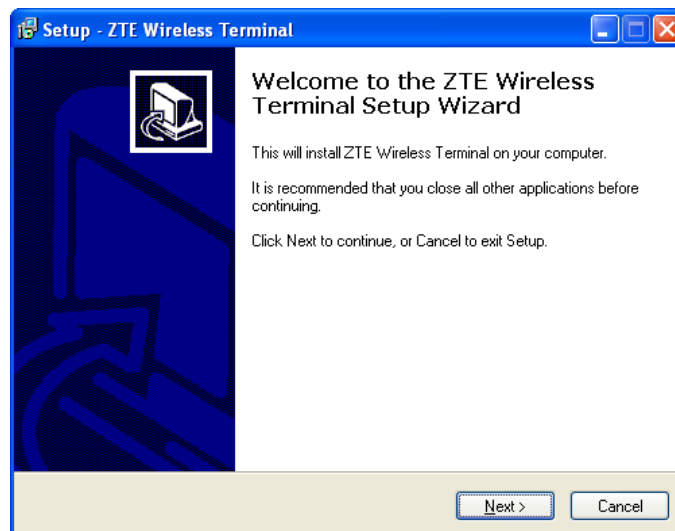 Setup - ZTE Wireless Terminal
Welcome to the ZTE Wireless
Terminal Setup Wizard
This will install ZTE Wireless Terminal on your computer.
It is recommended that you close all other applications before
continuing.
Click Next to continue, or Cancel to exit Setup.
Next >
Cancel